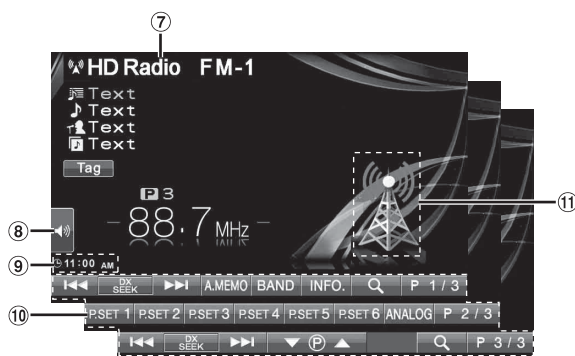 7
HD Radio FM-1
Text
Text
Text
Text
Tag
P 3
88.7 MHz
8
9
11:00 AM
11
DX SEEK A.MEMO BAND INFO. P 1/3
10
P.SET 1 P.SET 2 P.SET 3 P.SET 4 P.SET 5 P.SET 6 ANALOG P 2/3
DX SEEK P P 3/3